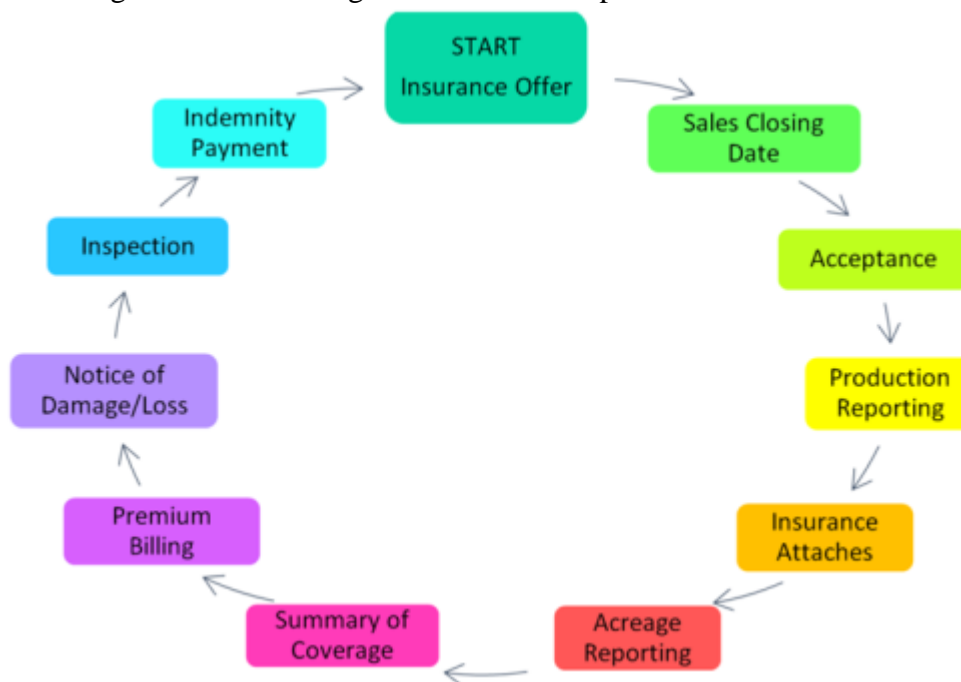 START
Insurance Offer
Sales Closing
Date
Acceptance
Production
Reporting
Insurance
Attaches
Acreage
Reporting
Summary of
Coverage
Premium
Billing
Notice of
Damage/Loss
Inspection
Indemnity
Payment